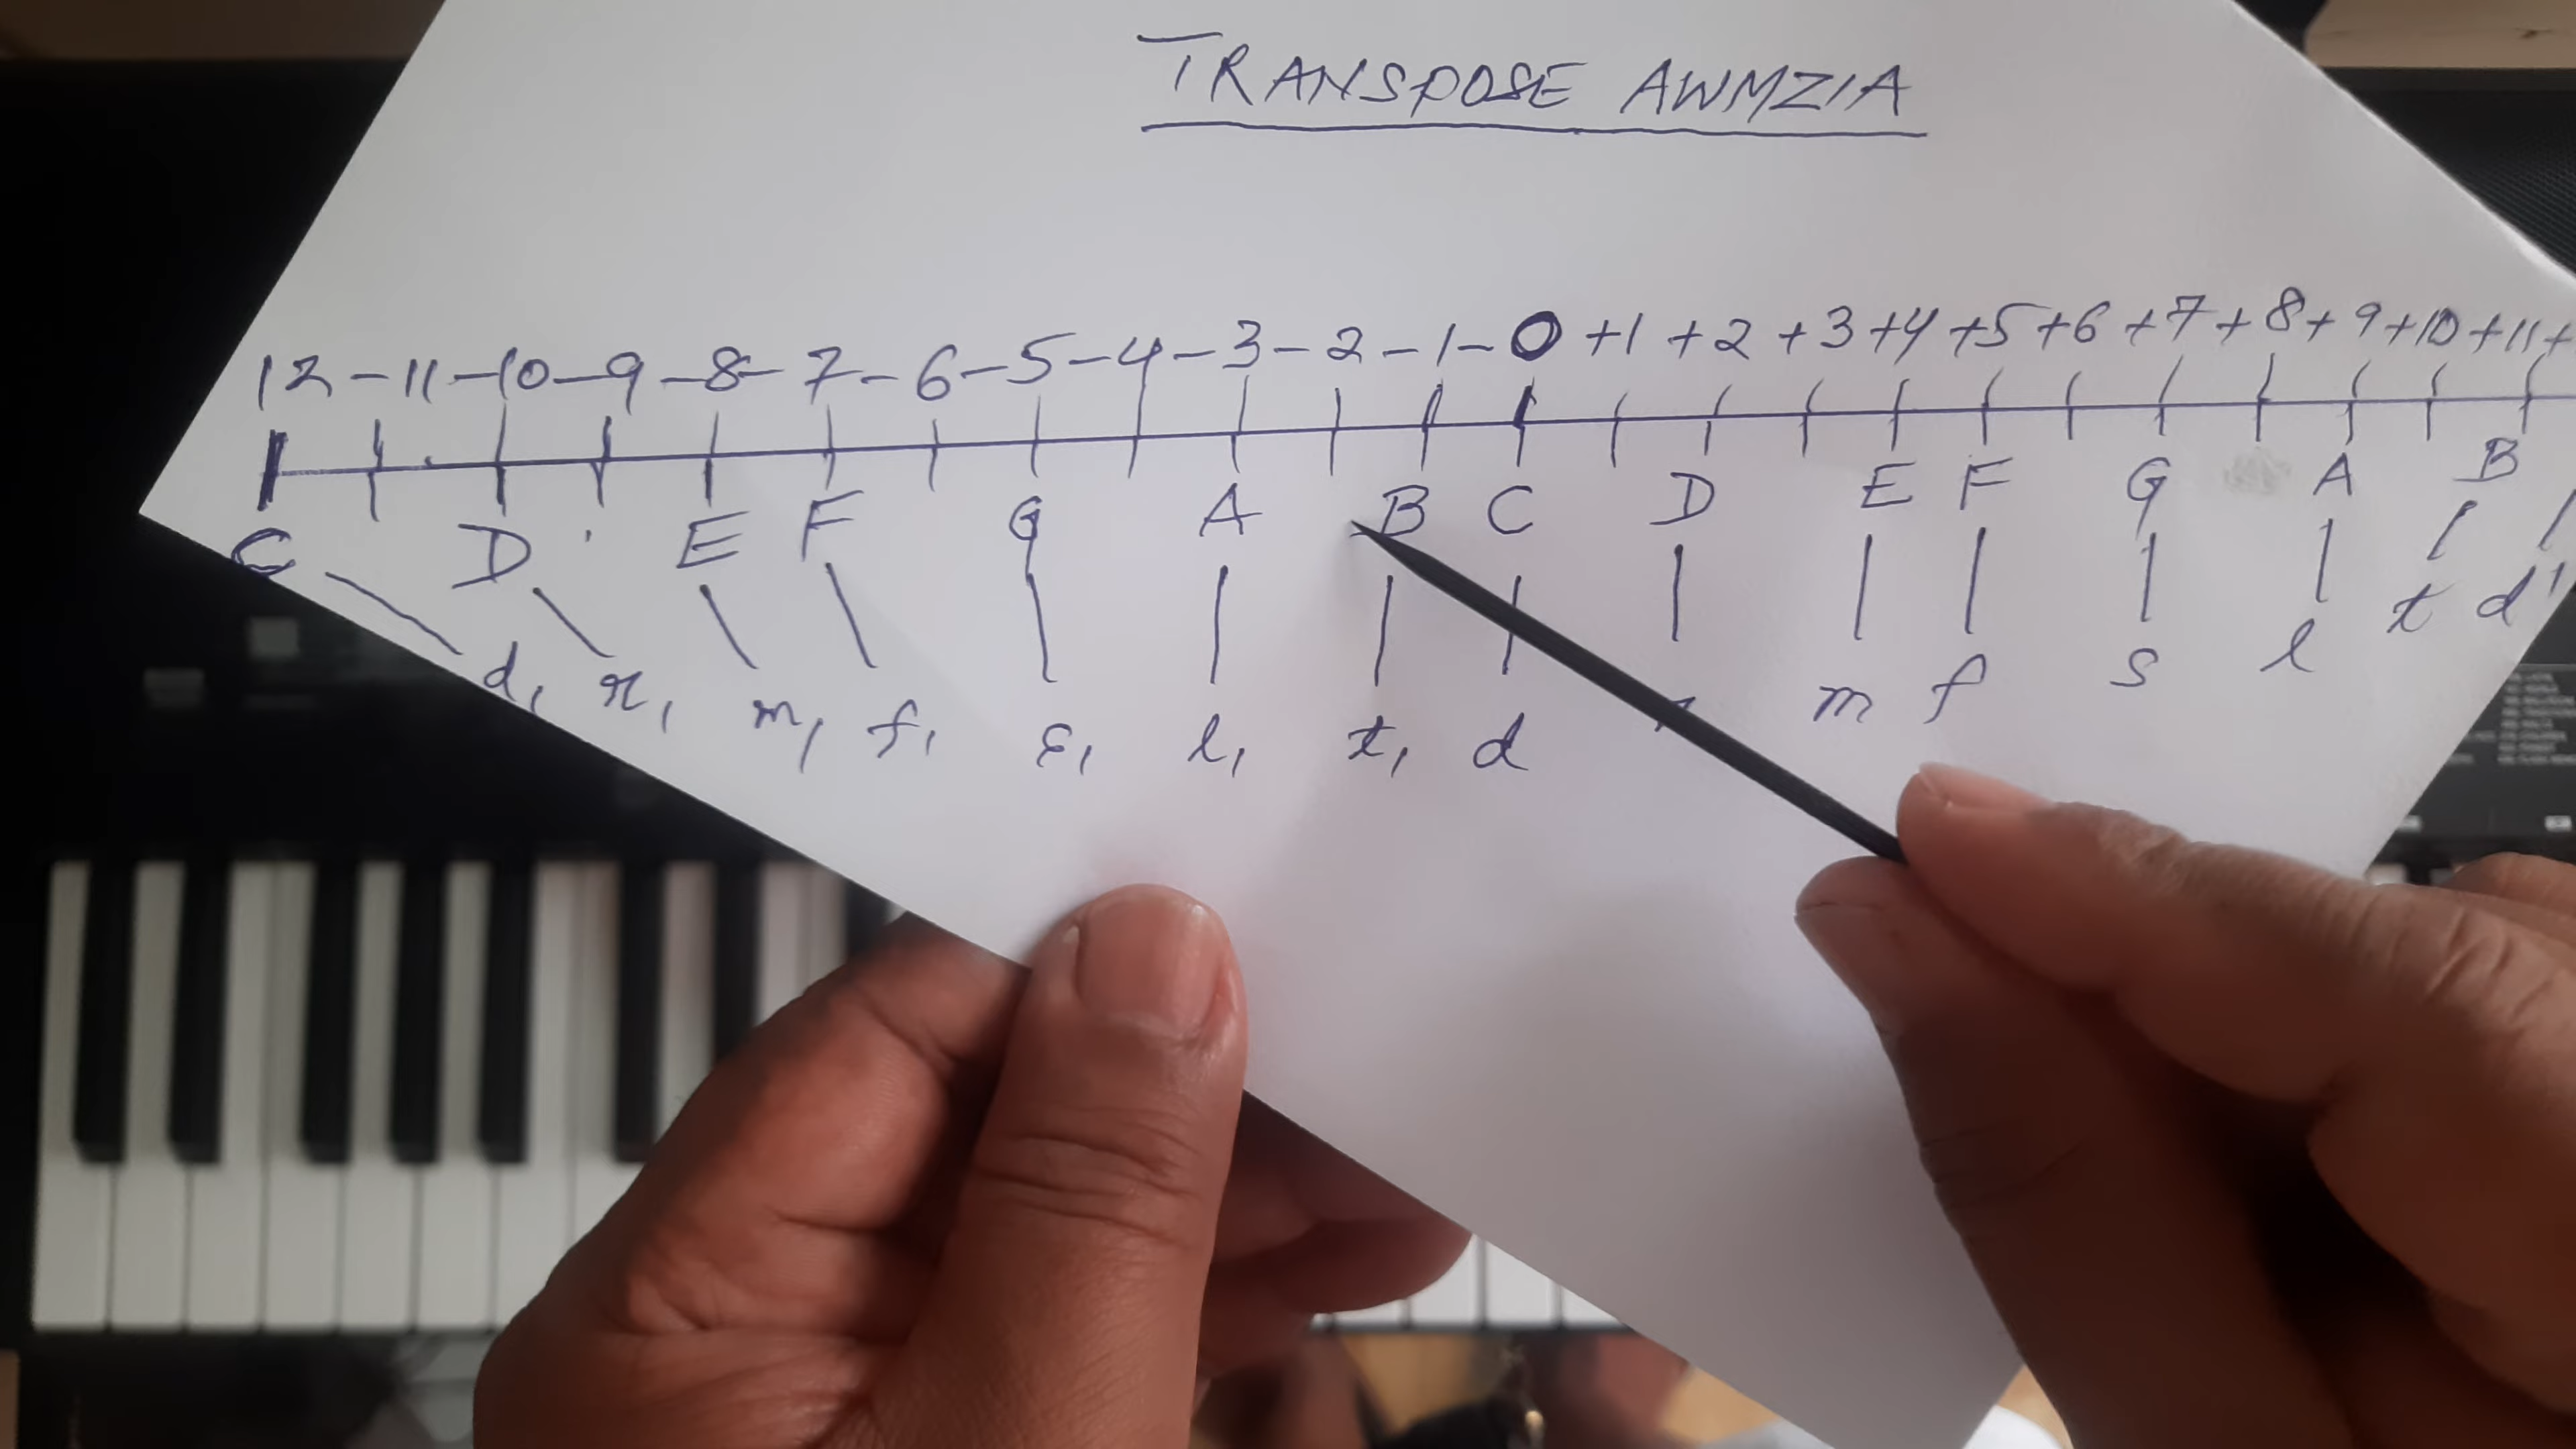 TRANSPOSE AWMZIA
12 -11 -10 -9 -8 -7 -6 -5 -4 -3 -2 -1 -0 +1 +2 +3 +4 +5 +6 +7 +8 +9 +10 +11 +
C D E F G A B C D E F G A B
d, r, m, f, s, l, t, d m f s l t d'